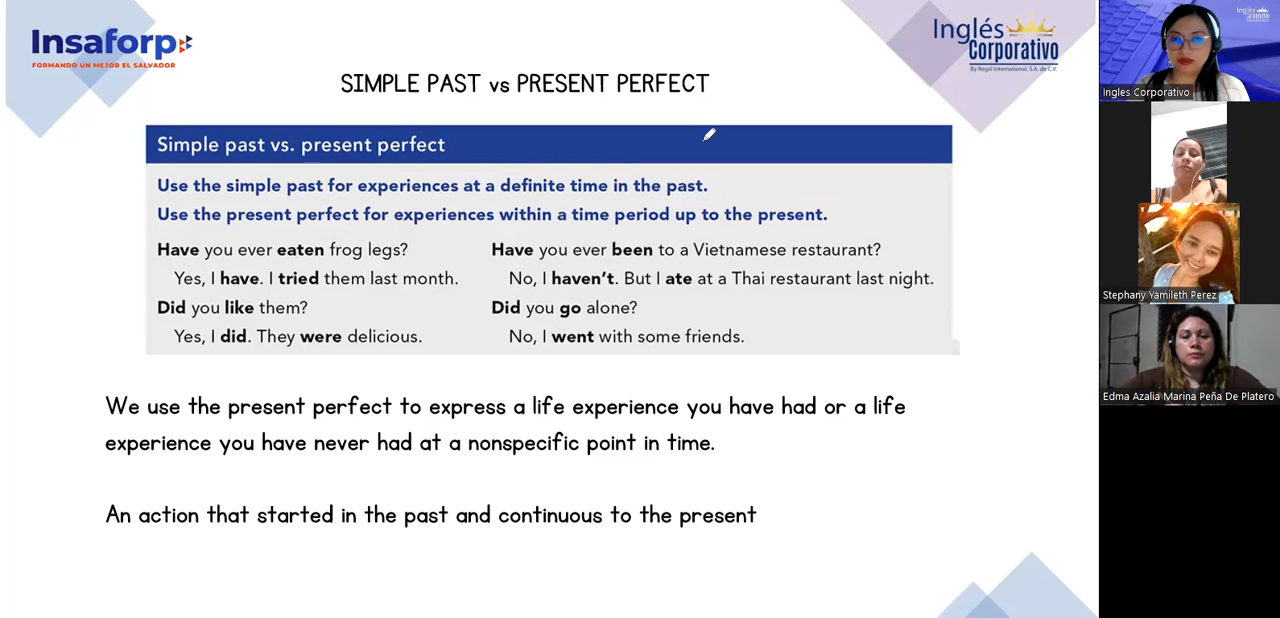 Insaforp
FORMANDO UN MEJOR EL SALVADOR
Inglés
Corporativo
By Regal International, S.A. de C.V.
SIMPLE PAST vs PRESENT PERFECT
Simple past vs. present perfect
Use the simple past for experiences at a definite time in the past.
Use the present perfect for experiences within a time period up to the present.
Have you ever eaten frog legs?
Yes, I have. I tried them last month.
Did you like them?
Yes, I did. They were delicious.
Have you ever been to a Vietnamese restaurant?
No, I haven't. But I ate at a Thai restaurant last night.
Did you go alone?
No, I went with some friends.
We use the present perfect to express a life experience you have had or a life
experience you have never had at a nonspecific point in time.
An action that started in the past and continuous to the present
Inglés
Ingles Corporativo
Stephany Yamileth Perez
Edma Azalia Marina Peña De Platero